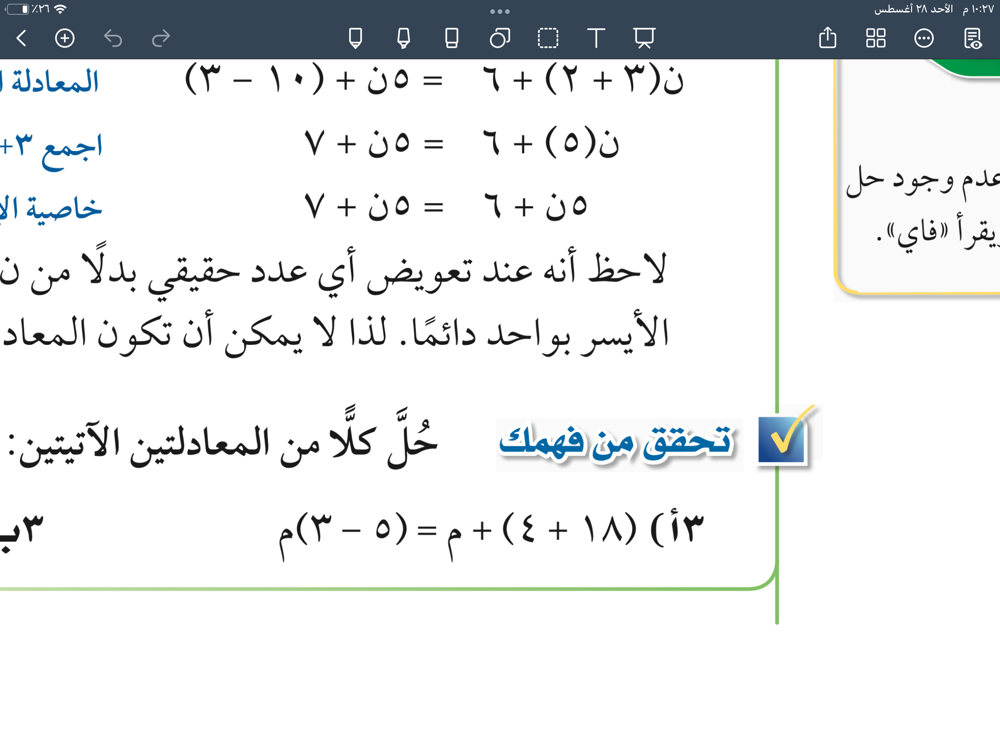 ١٠:٢٧ م الأحد ٢٨ أغسطس
٢٦٪
ن(٣ + ٢) + ٦ = ٥ن + (١٠ – ٣) المعادلة
ن(٥) + ٦ = ٥ن + ٧ اجمع ٣+
٥ن + ٦ = ٥ن + ٧ خاصية
لاحظ أنه عند تعويض أي عدد حقيقي بدلًا من ن
الأيسر بواحد دائمًا. لذا لا يمكن أن تكون
عدم وجود حل
يقرأ «فاي».
تحقق من فهمك حُلَّ كلًّا من المعادلتين الآتيتين:
٣أ) (١٨ + ٤) + م = (٥ – ٣)م ٣ب